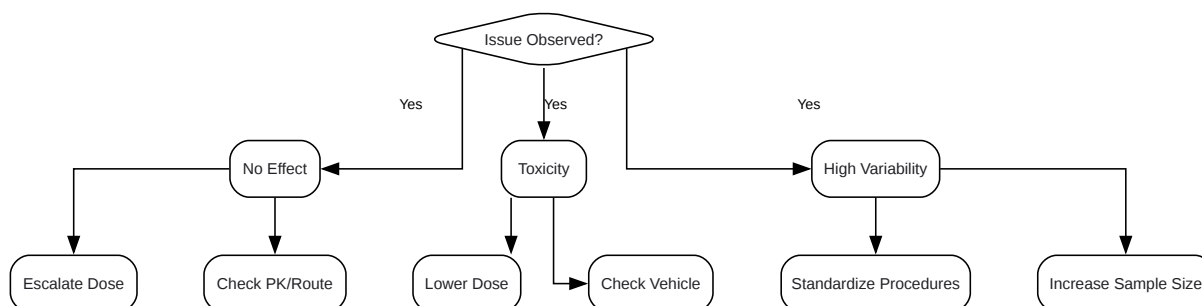 Issue Observed?
Yes
Yes
Yes
No Effect
Toxicity
High Variability
Escalate Dose
Check PK/Route
Lower Dose
Check Vehicle
Standardize Procedures
Increase Sample Size